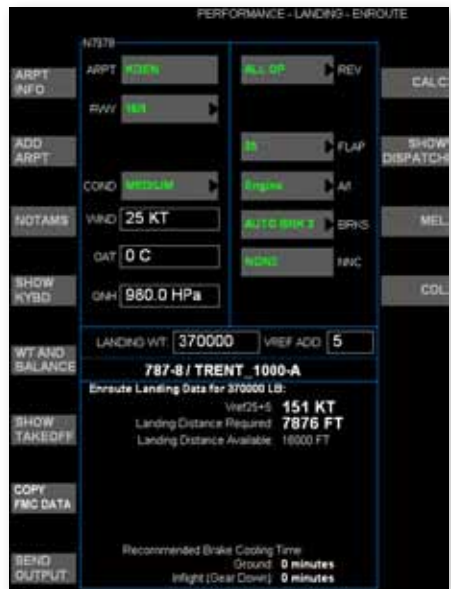 PERFORMANCE - LANDING - ENROUTE
N7878
ARPT INFO
ARPT KDEN
ALL OP REV
CALC
RWY 16R
ADD ARPT
25 FLAP
SHOW DISPATCH
COND MEDIUM
Engine A/I
NOTAMS
WIND 25 KT
AUTO BRK 3 BRKS
MEL
OAT 0 C
NONE NNC
SHOW KYBD
QNH 980.0 HPa
COL
LANDING WT: 370000 VREF ADD: 5
WT AND BALANCE
787-8 / TRENT_1000-A
Enroute Landing Data for 370000 LB:
Vref25+5: 151 KT
Landing Distance Required: 7876 FT
SHOW TAKEOFF
Landing Distance Available: 16000 FT
COPY FMC DATA
Recommended Brake Cooling Time
SEND OUTPUT
Ground: 0 minutes
Inflight (Gear Down): 0 minutes